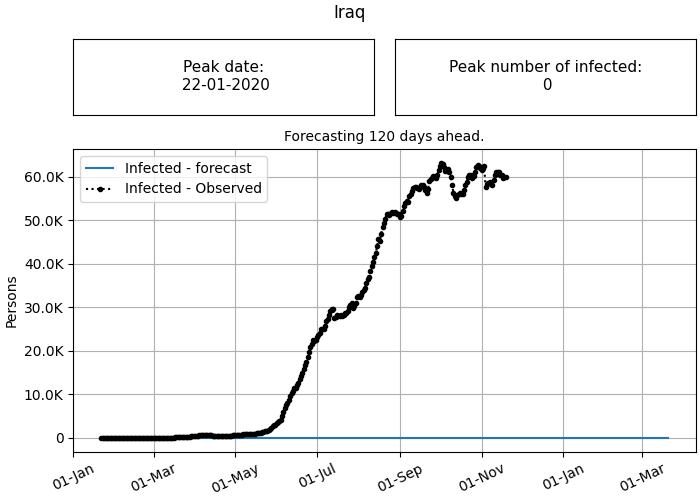 Iraq
Peak date:
22-01-2020
Peak number of infected:
0
Forecasting 120 days ahead.
Infected - forecast
Infected - Observed
60.0K
50.0K
40.0K
30.0K
20.0K
10.0K
0
Persons
01-Jan
01-Mar
01-May
01-Jul
01-Sep
01-Nov
01-Jan
01-Mar